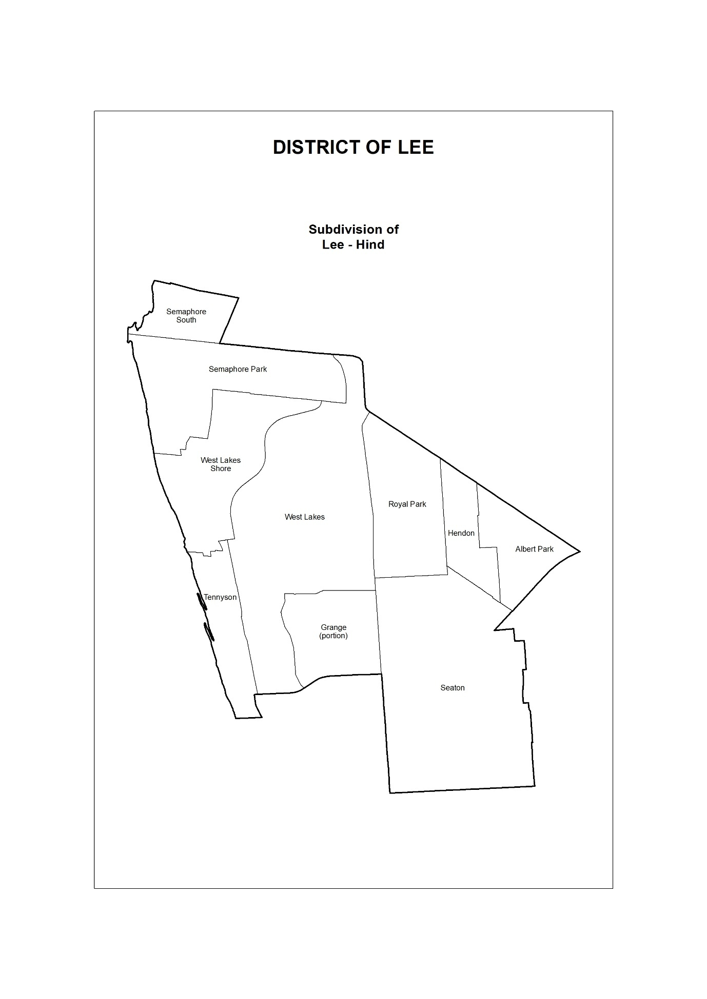 DISTRICT OF LEE
Subdivision of
Lee - Hind
Semaphore
South
Semaphore Park
West Lakes
Shore
Royal Park
West Lakes
Hendon
Albert Park
Tennyson
Grange
(portion)
Seaton